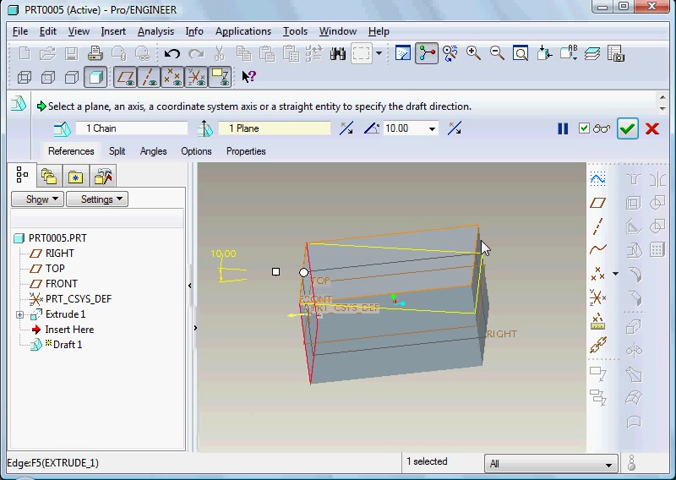 PRT0005 (Active) - Pro/ENGINEER
File Edit View Insert Analysis Info Applications Tools Window Help
Select a plane, an axis, a coordinate system axis or a straight entity to specify the draft direction.
1 Chain 1 Plane 10.00
References Split Angles Options Properties
Show Settings
PRT0005.PRT
RIGHT
TOP
FRONT
PRT_CSYS_DEF
Extrude 1
Insert Here
*Draft 1
10.00
TOP
FRONT
PRT_CSYS_DEF
RIGHT
Edge:F5(EXTRUDE_1)
1 selected
All